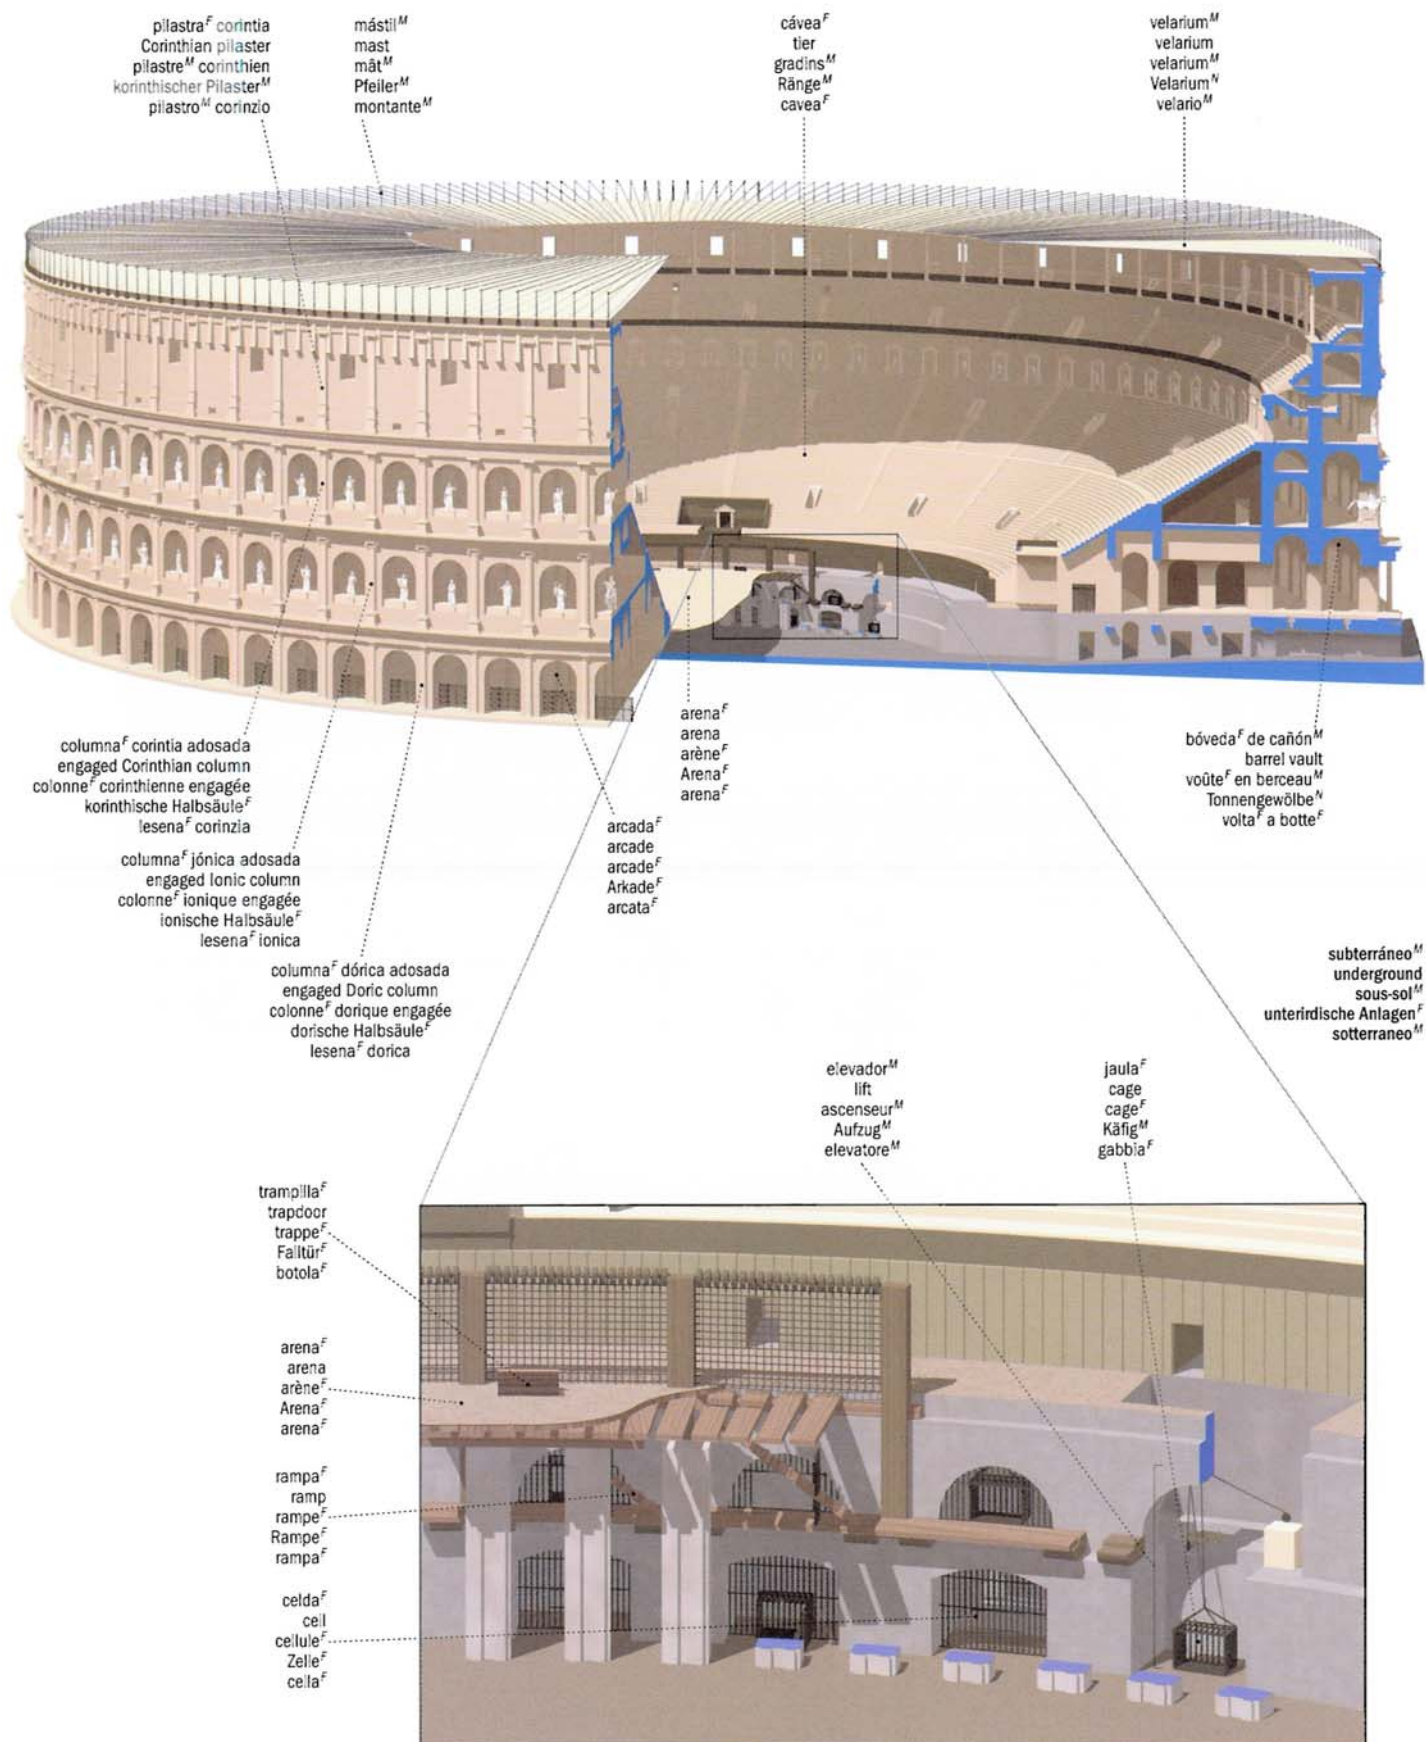 pilastraF corintia
Corinthian pilaster
pilastreM corinthien
korinthischer PilasterM
pilastroM corinzio
mástilM
mast
mâtM
PfeilerM
montanteM
cáveaF
tier
gradinsM
RängeM
caveaF
velariumM
velarium
velariumM
VelariumN
velarioM
columnaF corintia adosada
engaged Corinthian column
colonneF corinthienne engagée
korinthische HalbsäuleF
lesenaF corinzia
columnaF jónica adosada
engaged Ionic column
colonneF ionique engagée
ionische HalbsäuleF
lesenaF ionica
columnaF dórica adosada
engaged Doric column
colonneF dorique engagée
dorische HalbsäuleF
lesenaF dorica
arcadaF
arcade
arcadeF
ArkadeF
arcataF
arenaF
arena
arèneF
ArenaF
arenaF
bóvedaF de cañónM
barrel vault
voûteF en berceauM
TonnengewölbeN
voltaF a botteF
subterráneoM
underground
sous-solM
unterirdische AnlagenF
sotterraneoM
elevadorM
lift
ascenseurM
AufzugM
elevatoreM
jaulaF
cage
cageF
KäfigM
gabbiaF
trampillaF
trapdoor
trappeF
FalltürF
botolaF
arenaF
arena
arèneF
ArenaF
arenaF
rampaF
ramp
rampeF
RampeF
rampaF
celdaF
cell
celluleF
ZelleF
cellaF